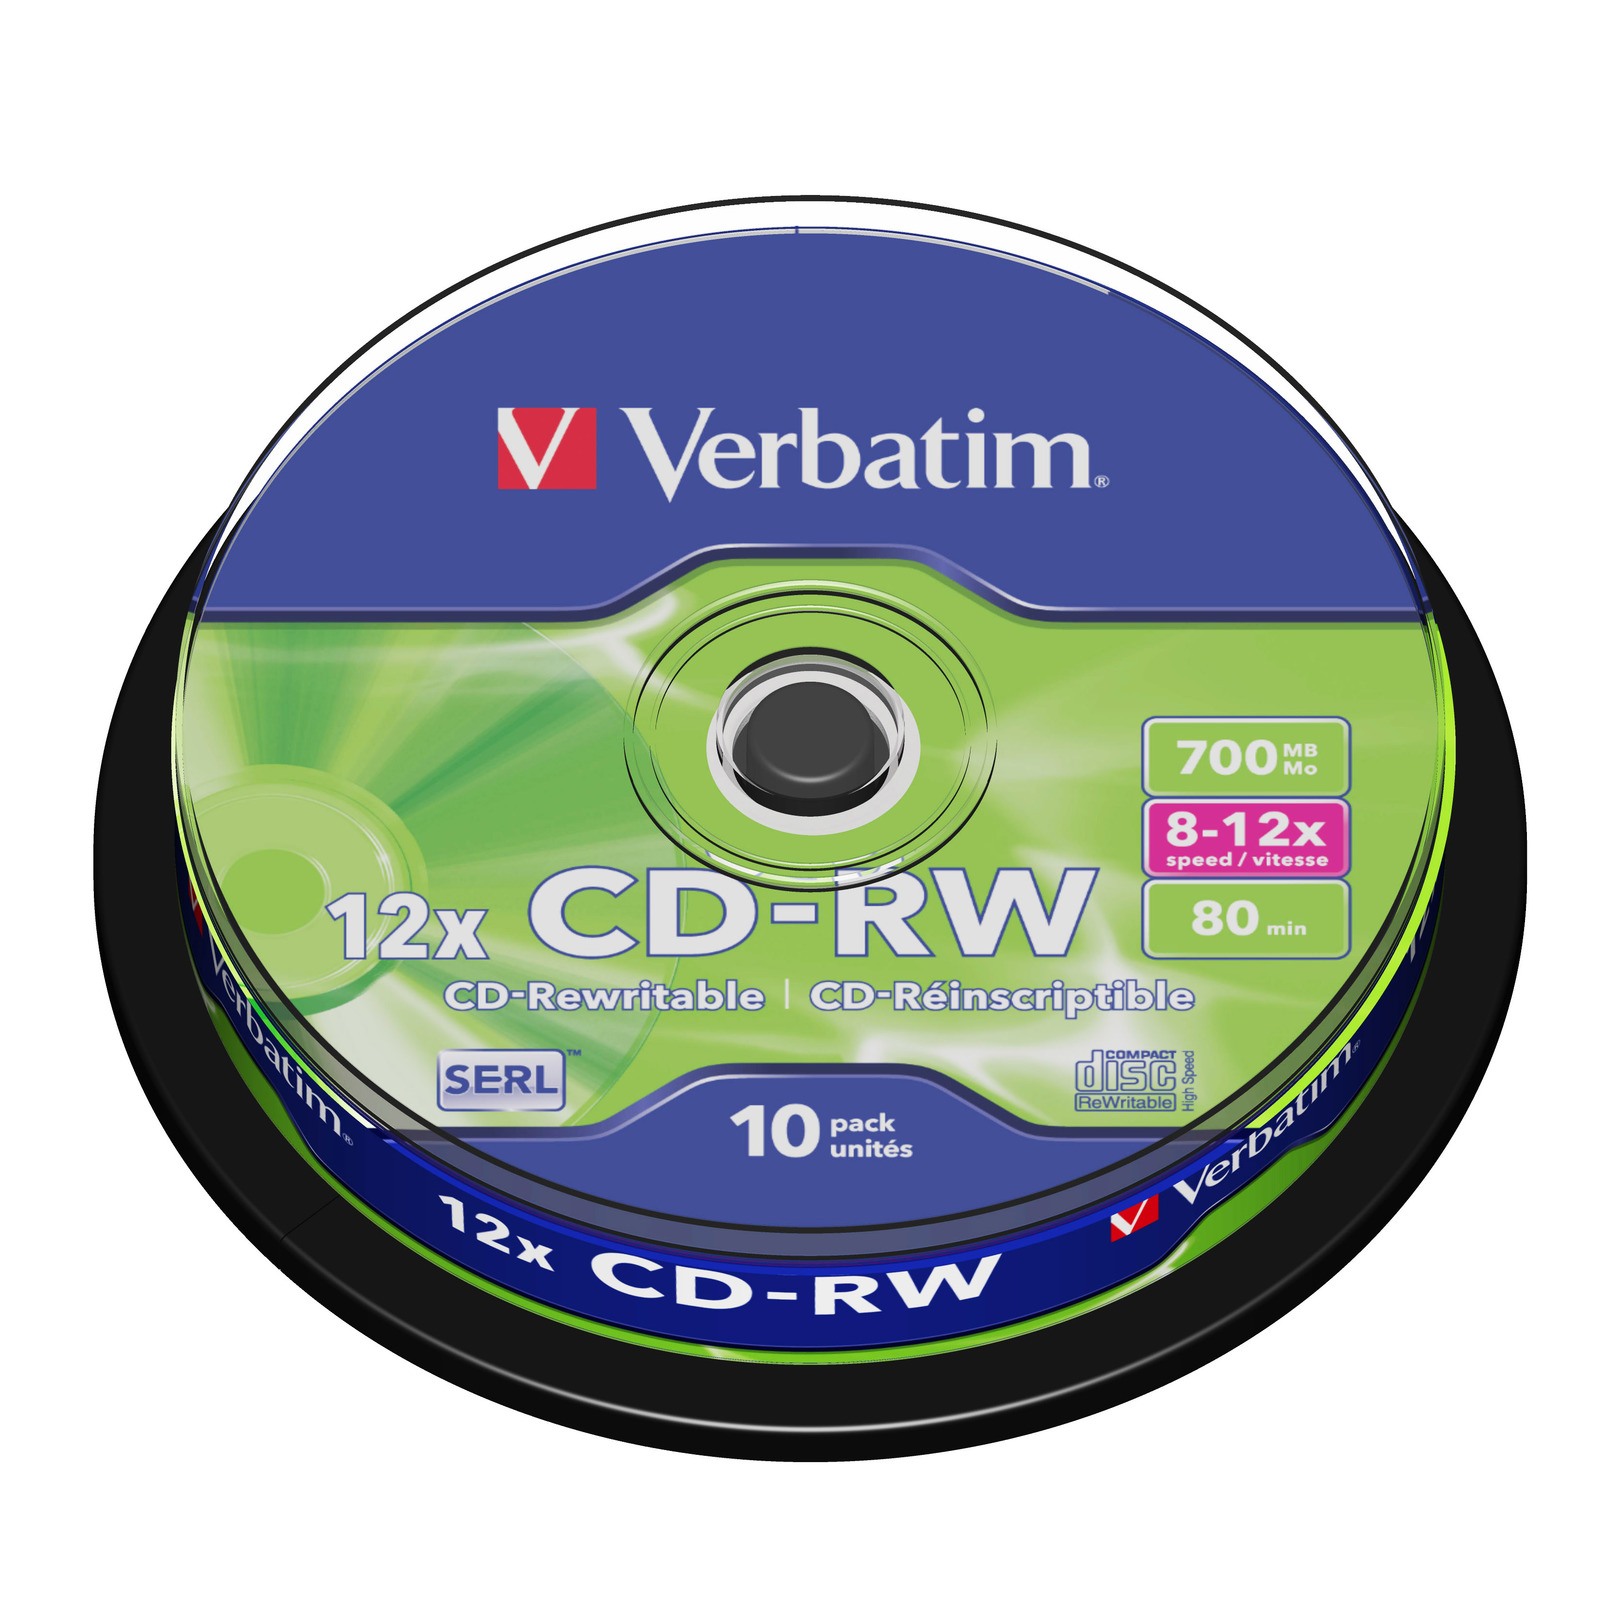 V Verbatim®
700 MB Mo
8-12x
speed / vitesse
80 min
12x CD-RW
CD-Rewritable | CD-Réinscriptible
SERL™
COMPACT
disc
ReWritable
High Speed
10 pack
unités
Verbatim®
12x CD-RW
V Verbatim®